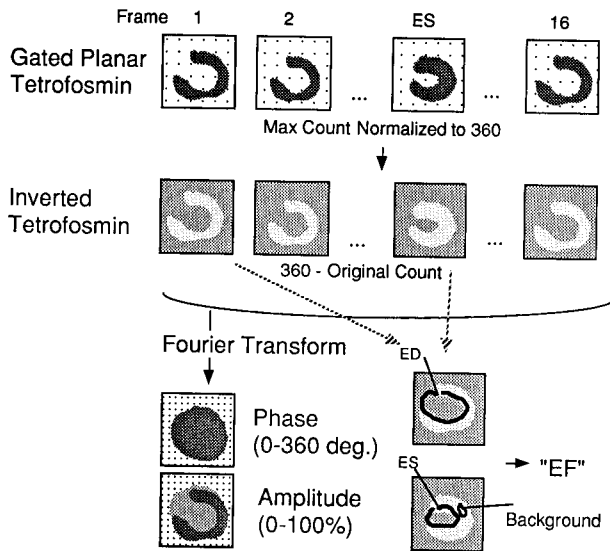 Frame 1 2 ES 16
Gated Planar
Tetrofosmin
... ...
Max Count Normalized to 360
Inverted
Tetrofosmin
... ...
360 - Original Count
Fourier Transform
ED
Phase
(0-360 deg.)
ES
"EF"
Amplitude
(0-100%)
Background